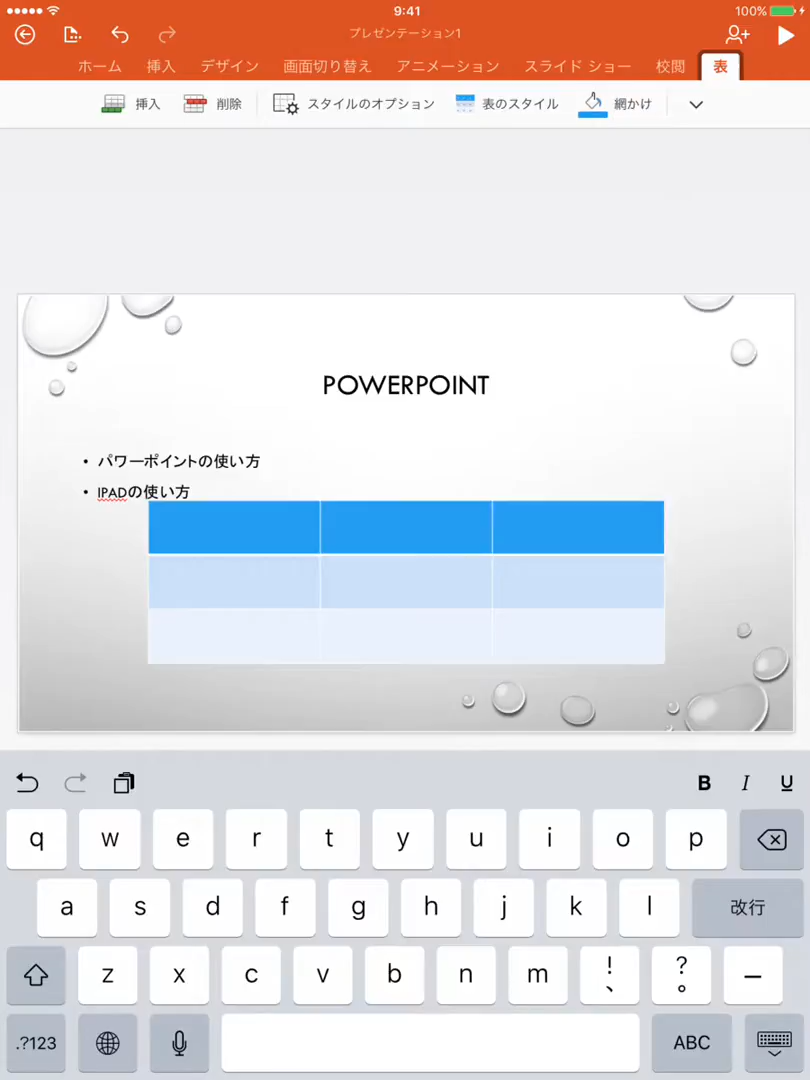 9:41
100%
プレゼンテーション1
ホーム 挿入 デザイン 画面切り替え アニメーション スライド ショー 校閲 表
挿入 削除 スタイルのオプション 表のスタイル 網かけ
POWERPOINT
• パワーポイントの使い方
• IPADの使い方
B I U
q w e r t y u i o p
a s d f g h j k l 改行
z x c v b n m ! 、 ? 。 ー
.?123 ABC